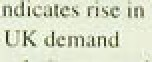 ndicates rise in
UK demand